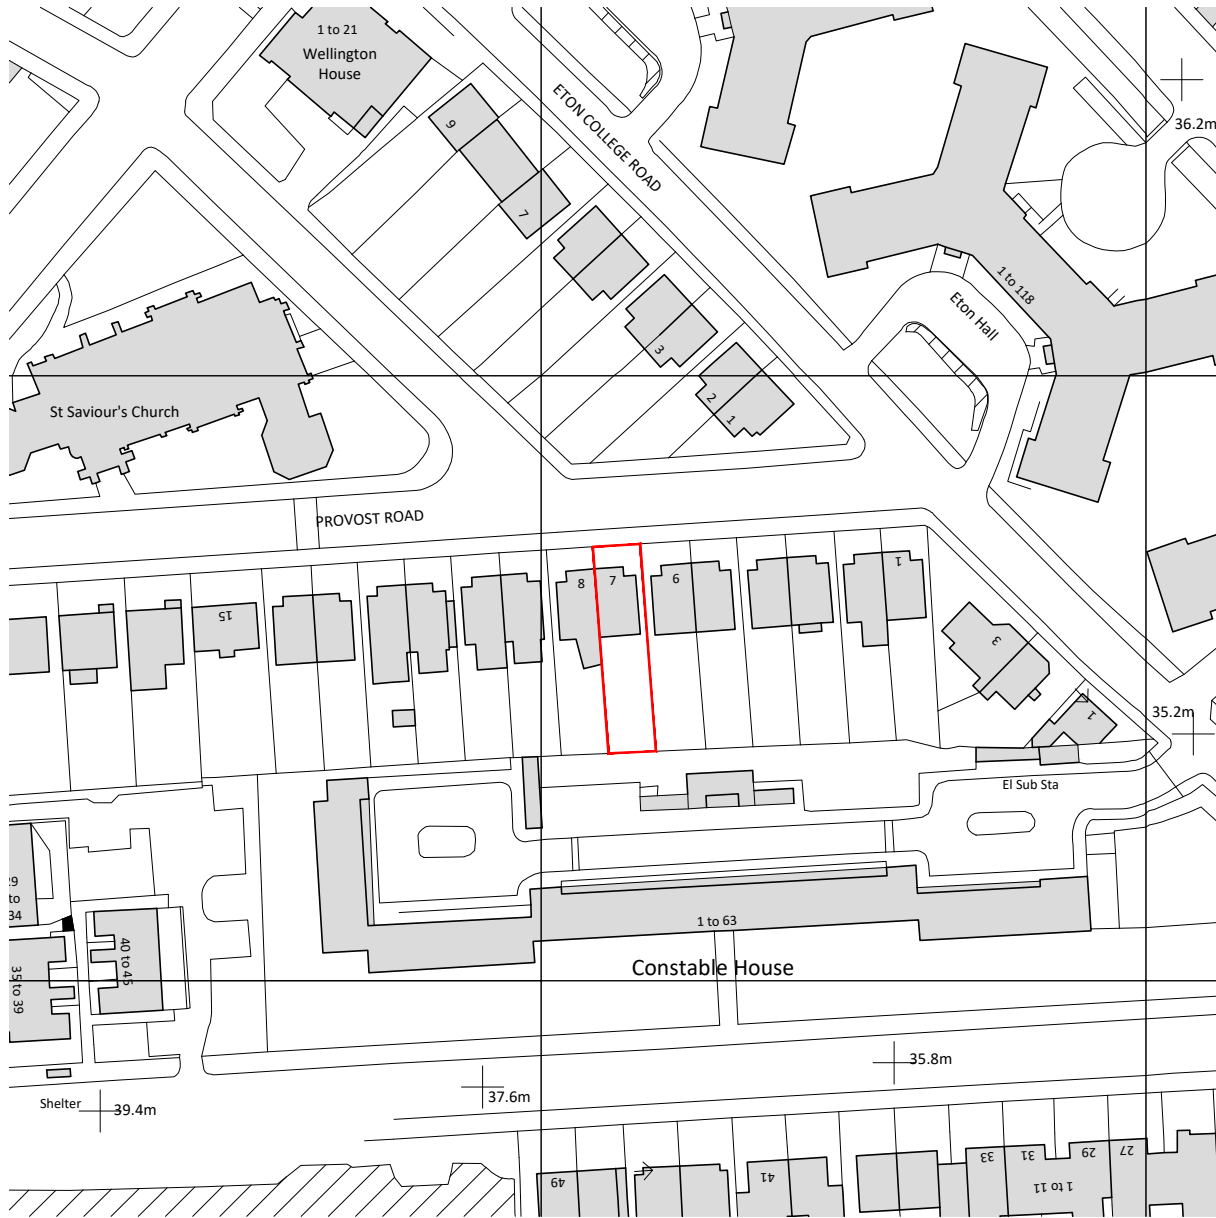 1 to 21
Wellington
House
ETON COLLEGE ROAD
36.2m
9
7
1 to 118
Eton Hall
3
2
1
St Saviour's Church
PROVOST ROAD
8
7
6
1
15
3
1
35.2m
El Sub Sta
29
to
34
1 to 63
40 to 45
35 to 39
Constable House
35.8m
37.6m
Shelter
39.4m
49
41
33
31
29
27
1 to 11